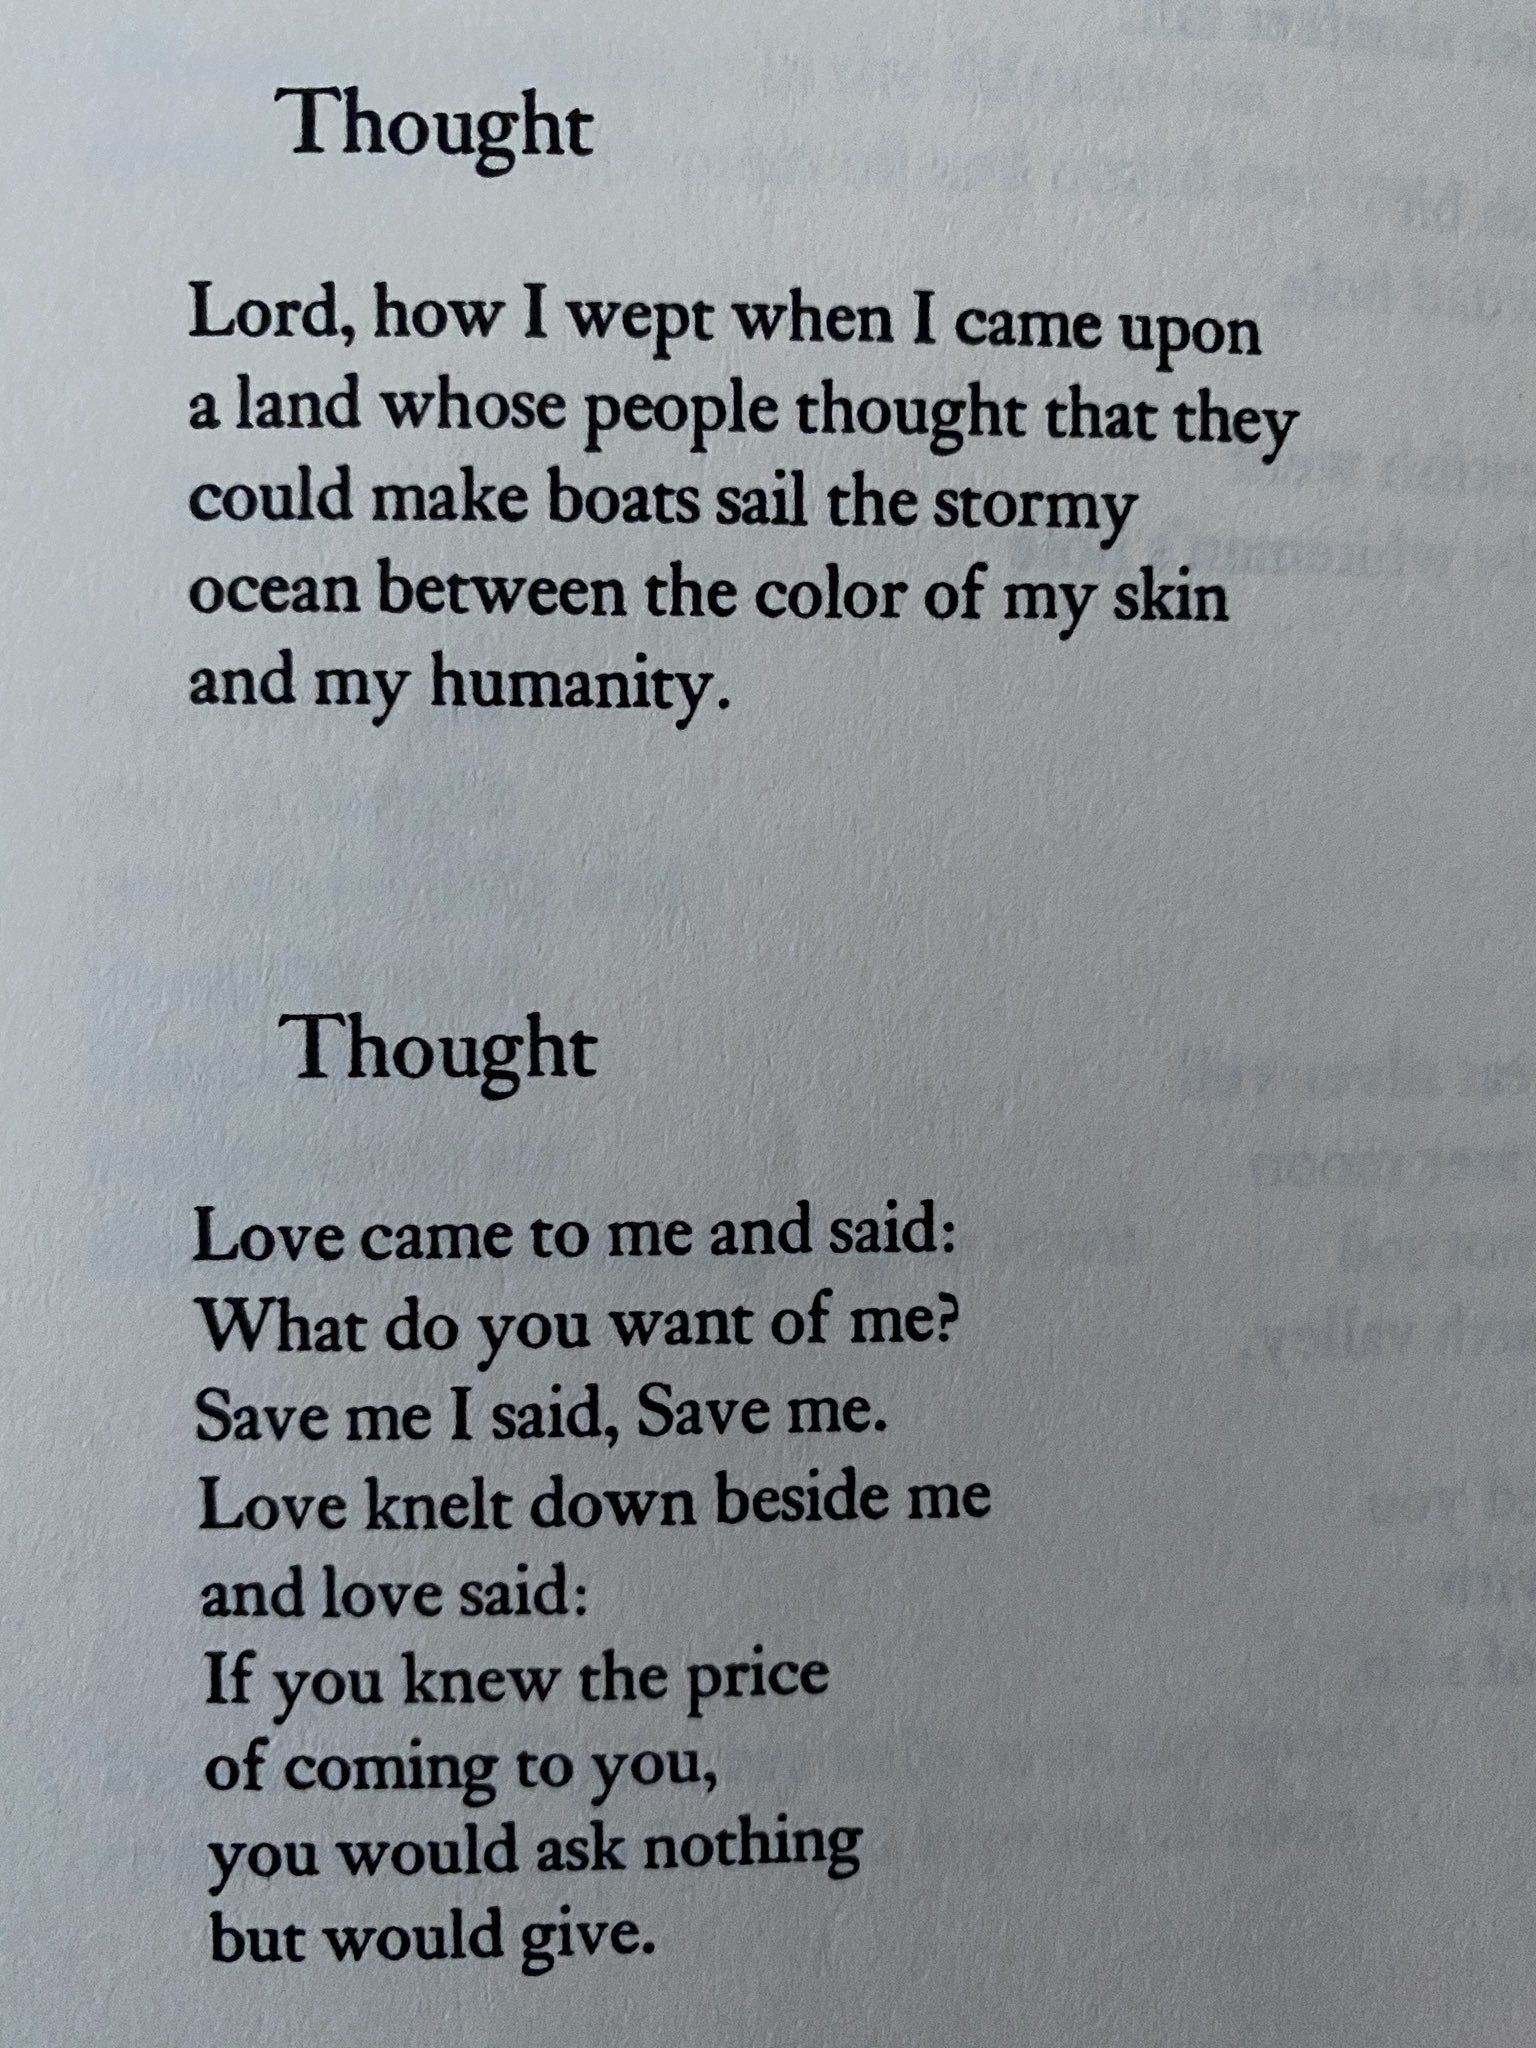 Thought
Lord, how I wept when I came upon
a land whose people thought that they
could make boats sail the stormy
ocean between the color of my skin
and my humanity.
Thought
Love came to me and said:
What do you want of me?
Save me I said, Save me.
Love knelt down beside me
and love said:
If you knew the price
of coming to you,
you would ask nothing
but would give.